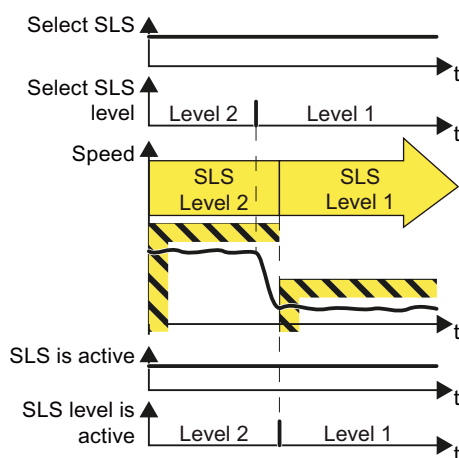 Select SLS
t
Select SLS
level
Level 2
Level 1
t
Speed
SLS
Level 2
SLS
Level 1
t
SLS is active
t
SLS level is
active
Level 2
Level 1
t